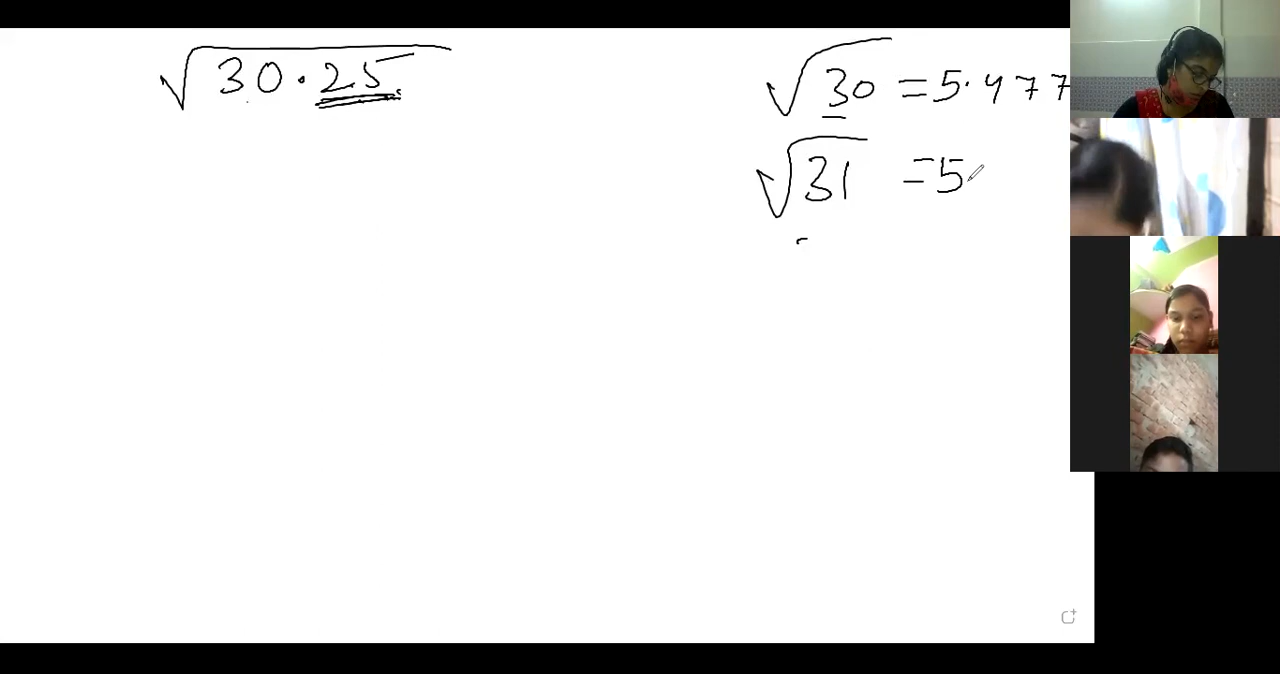 √30.25
√30 = 5.477
√31 = 5